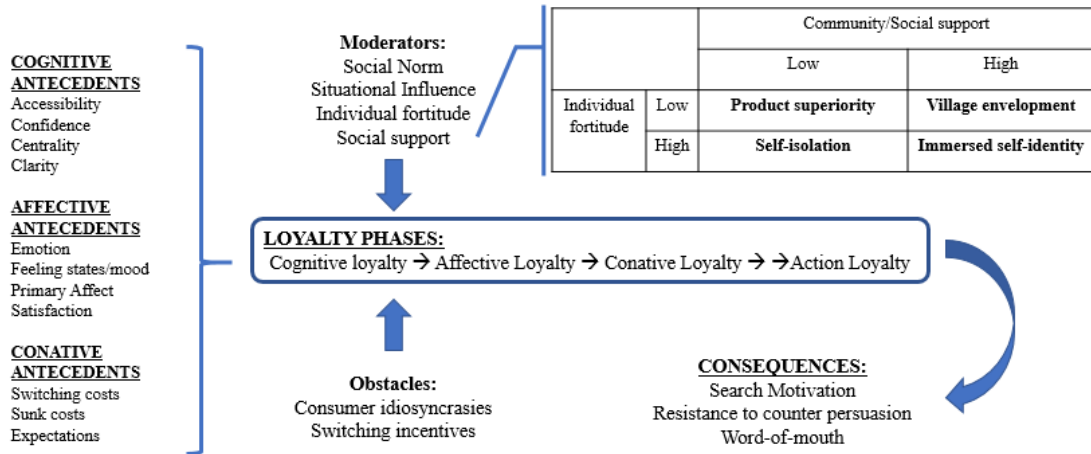 COGNITIVE
ANTECEDENTS
Accessibility
Confidence
Centrality
Clarity
AFFECTIVE
ANTECEDENTS
Emotion
Feeling states/mood
Primary Affect
Satisfaction
CONATIVE
ANTECEDENTS
Switching costs
Sunk costs
Expectations
Moderators:
Social Norm
Situational Influence
Individual fortitude
Social support
Community/Social support
Low High
Individual
fortitude
Low Product superiority Village envelopment
High Self-isolation Immersed self-identity
LOYALTY PHASES:
Cognitive loyalty → Affective Loyalty → Conative Loyalty → →Action Loyalty
Obstacles:
Consumer idiosyncrasies
Switching incentives
CONSEQUENCES:
Search Motivation
Resistance to counter persuasion
Word-of-mouth